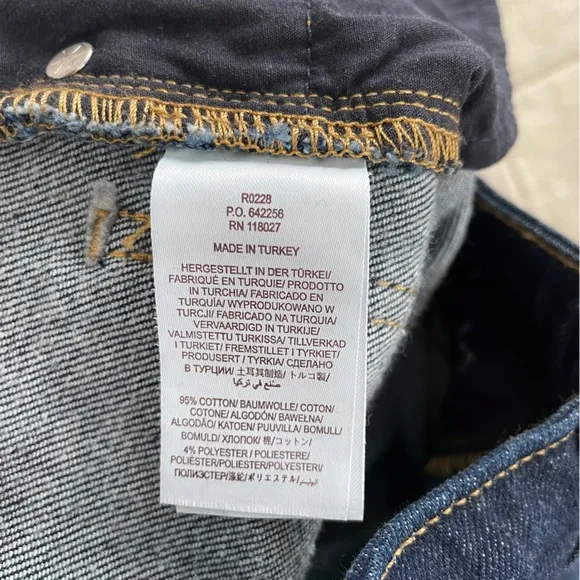 R0228
P.O. 642256
RN 118027
MADE IN TURKEY
HERGESTELLT IN DER TÜRKEI/
FABRIQUÉ EN TURQUIE/ PRODOTTO
IN TURCHIA/ FABRICADO EN
TURQUÍA/ WYPRODUKOWANO W
TURCJI/ FABRICADO NA TURQUIA/
VERVAARDIGD IN TURKIJE/
VALMISTETTU TURKISSA/ TILLVERKAD
I TURKIET/ FREMSTILLET I TYRKIET/
PRODUSERT / TYRKIA/ СДЕЛАНО
В ТУРЦИИ/ 土耳其制造/ トルコ製/
صنع في تركيا
95% COTTON/ BAUMWOLLE/ COTON/
COTONE/ ALGODÓN/ BAWEŁNA/
ALGODÃO/ KATOEN/ PUUVILLA/ BOMULL/
BOMULD/ ХЛОПОК/ 棉/コットン/
4% POLYESTER/ POLYESTERE/
POLIÉSTER/POLIESTER/POLYESTERI/
ПОЛИЭСТЕР/涤纶/ポリエステル/ البوليستر